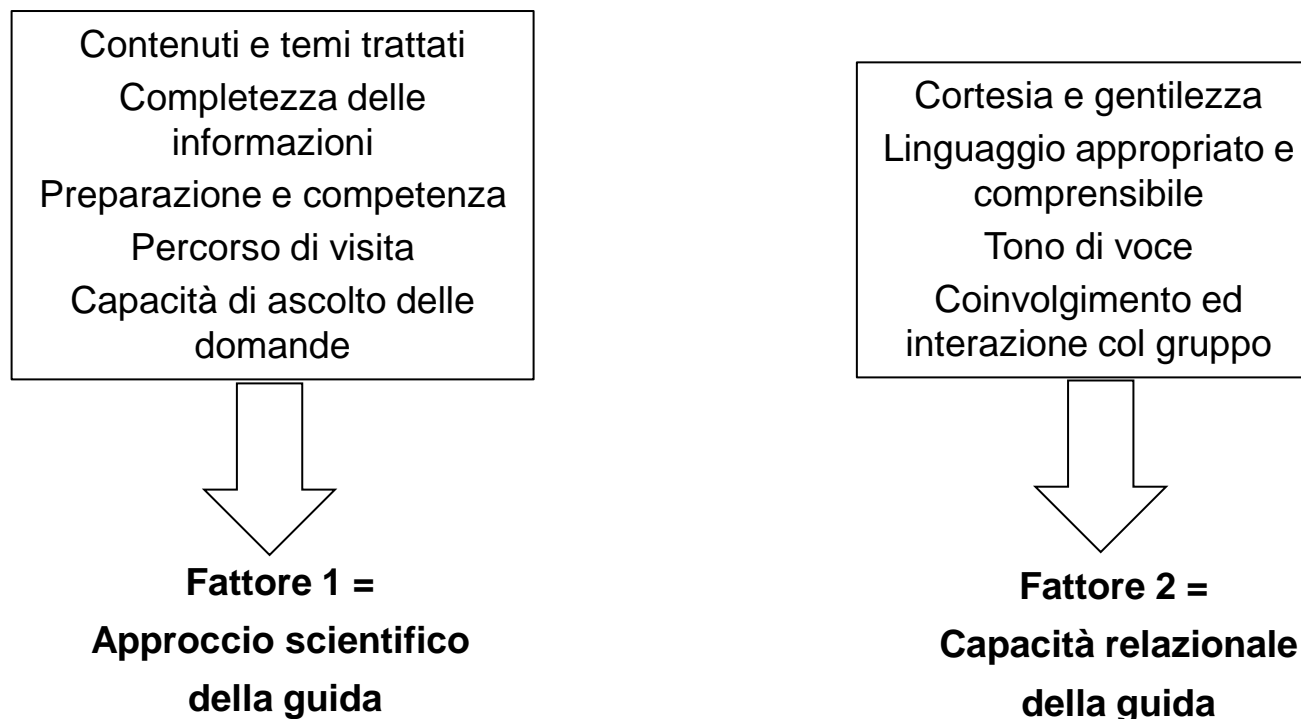 Contenuti e temi trattati
Completezza delle
informazioni
Preparazione e competenza
Percorso di visita
Capacità di ascolto delle
domande
Fattore 1 =
Approccio scientifico
della guida
Cortesia e gentilezza
Linguaggio appropriato e
comprensibile
Tono di voce
Coinvolgimento ed
interazione col gruppo
Fattore 2 =
Capacità relazionale
della guida